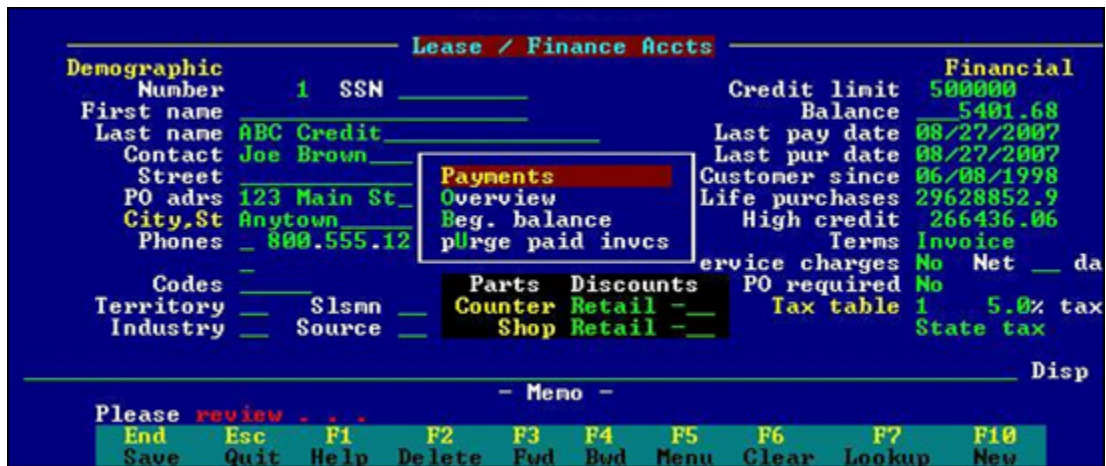 Lease / Finance Accts
Demographic Financial
Number 1 SSN Credit limit 500000
First name Balance 5401.68
Last name ABC Credit Last pay date 08/27/2007
Contact Joe Brown Last pur date 08/27/2007
Street Payments Customer since 06/08/1998
PO adrs 123 Main St Overview Life purchases 29628852.9
City,St Anytown Beg. balance High credit 266436.06
Phones 800.555.12 pUrge paid invcs Terms Invoice
ervice charges No Net da
Codes Parts Discounts PO required No
Territory Slsmn Counter Retail - Tax table 1 5.0% tax
Industry Source Shop Retail - State tax
Disp
- Memo -
Please review . . .
End Esc F1 F2 F3 F4 F5 F6 F7 F10
Save Quit Help Delete Fwd Bwd Menu Clear Lookup New